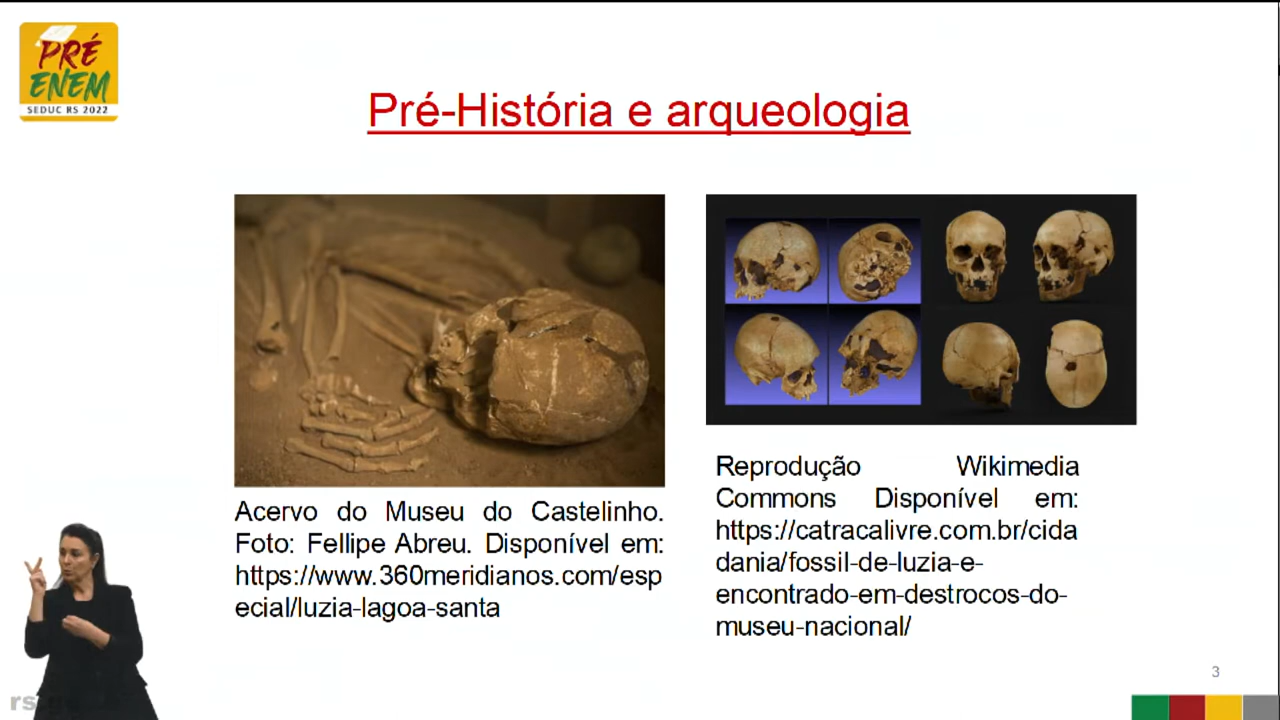 PRÉ
ENEM
SEDUC RS 2022
Pré-História e arqueologia
Acervo do Museu do Castelinho.
Foto: Fellipe Abreu. Disponível em:
https://www.360meridianos.com/esp
ecial/luzia-lagoa-santa
Reprodução Wikimedia
Commons Disponível em:
https://catracalivre.com.br/cida
dania/fossil-de-luzia-e-
encontrado-em-destrocos-do-
museu-nacional/
3